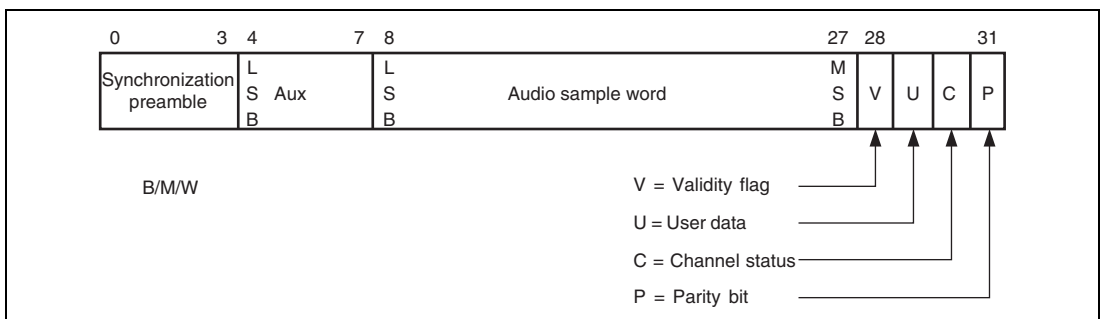 0 3 4 7 8 27 28 31
Synchronization
preamble
L
S
B
Aux
L
S
B
Audio sample word
M
S
B
V
U
C
P
B/M/W
V = Validity flag
U = User data
C = Channel status
P = Parity bit